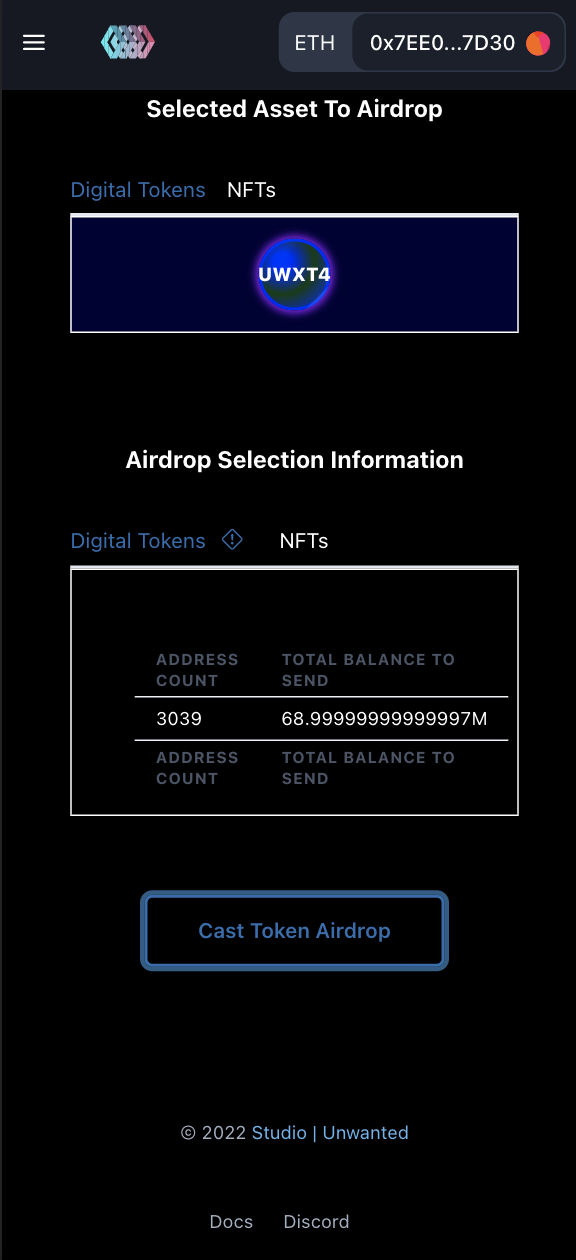 ETH 0x7EE0...7D30
Selected Asset To Airdrop
Digital Tokens NFTs
UWXT4
Airdrop Selection Information
Digital Tokens NFTs
ADDRESS COUNT TOTAL BALANCE TO SEND
3039 68.99999999999997M
ADDRESS COUNT TOTAL BALANCE TO SEND
Cast Token Airdrop
© 2022 Studio | Unwanted
Docs Discord